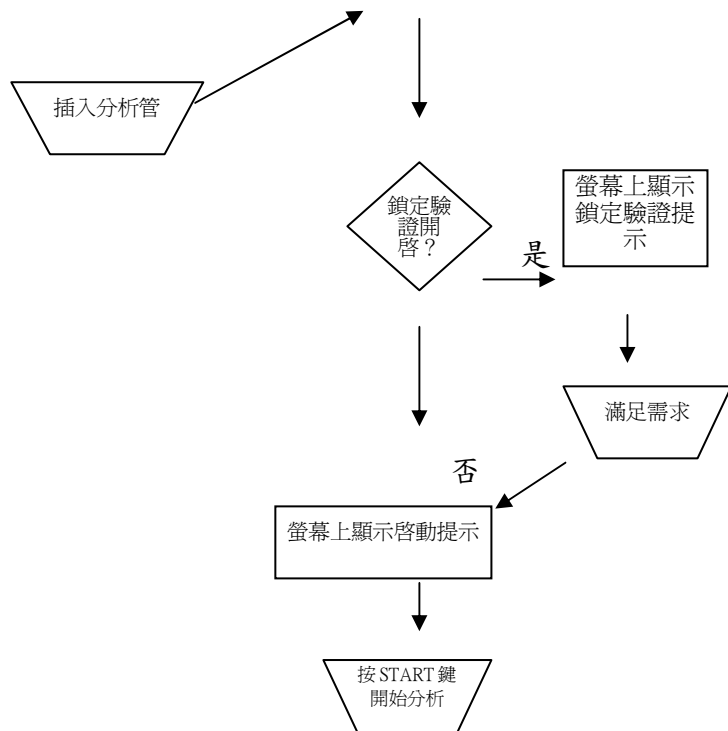 插入分析管
鎖定驗
證開
啓？
螢幕上顯示
鎖定驗證提
示
是
滿足需求
否
螢幕上顯示啓動提示
按 START 鍵
開始分析